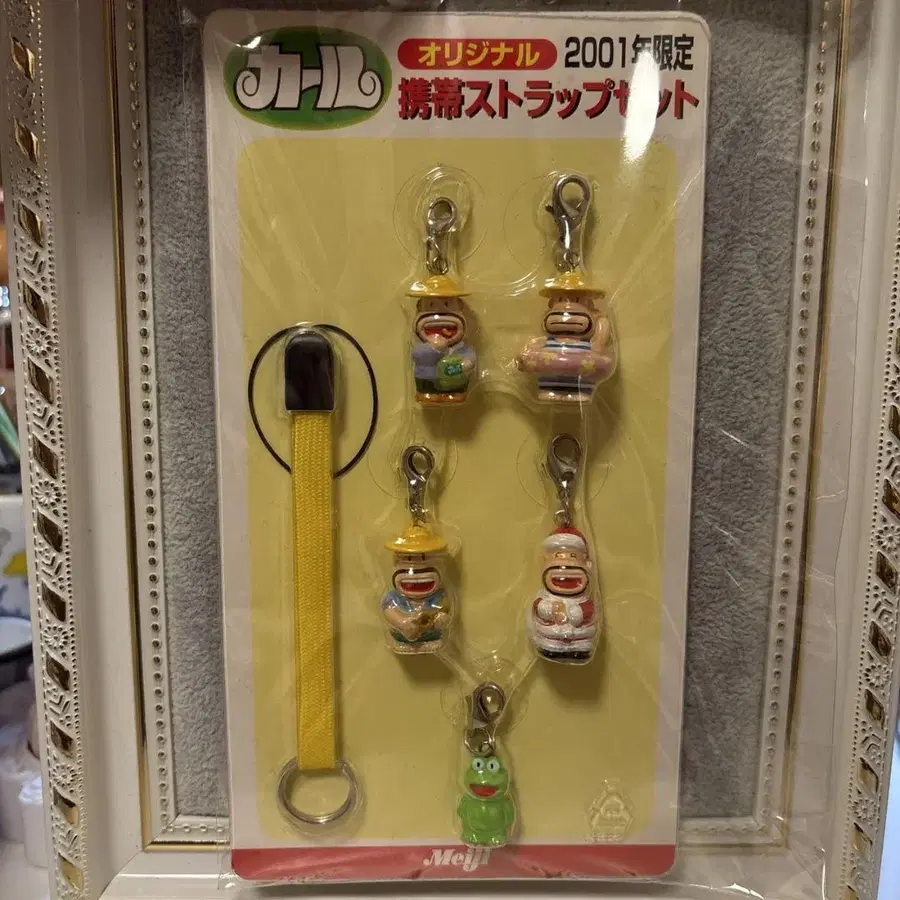 カール
オリジナル 2001年限定
携帯ストラップセット
Meiji